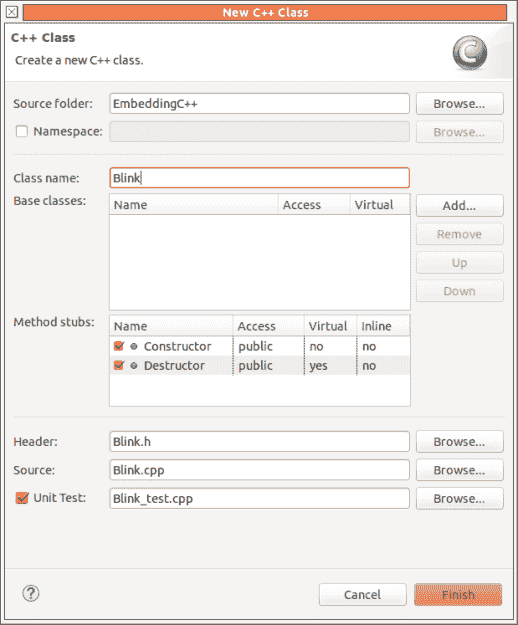 New C++ Class
C++ Class
Create a new C++ class.
C
Source folder: EmbeddingC++ Browse...
Namespace: Browse...
Class name: Blink
Base classes: Name Access Virtual Add...
Remove
Up
Down
Method stubs: Name Access Virtual Inline
Constructor public no no
Destructor public yes no
Header: Blink.h Browse...
Source: Blink.cpp Browse...
Unit Test: Blink_test.cpp Browse...
? Cancel Finish